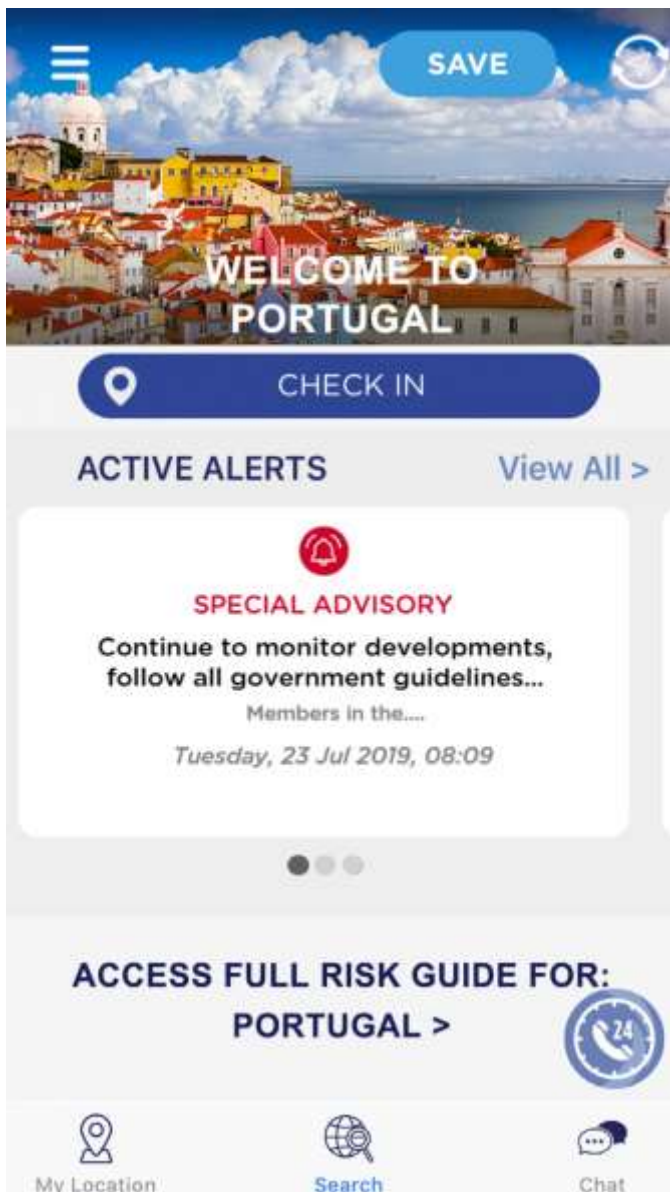 SAVE
WELCOME TO
PORTUGAL
CHECK IN
ACTIVE ALERTS
View All >
SPECIAL ADVISORY
Continue to monitor developments,
follow all government guidelines...
Members in the....
Tuesday, 23 Jul 2019, 08:09
ACCESS FULL RISK GUIDE FOR:
PORTUGAL >
24
My Location
Search
Chat